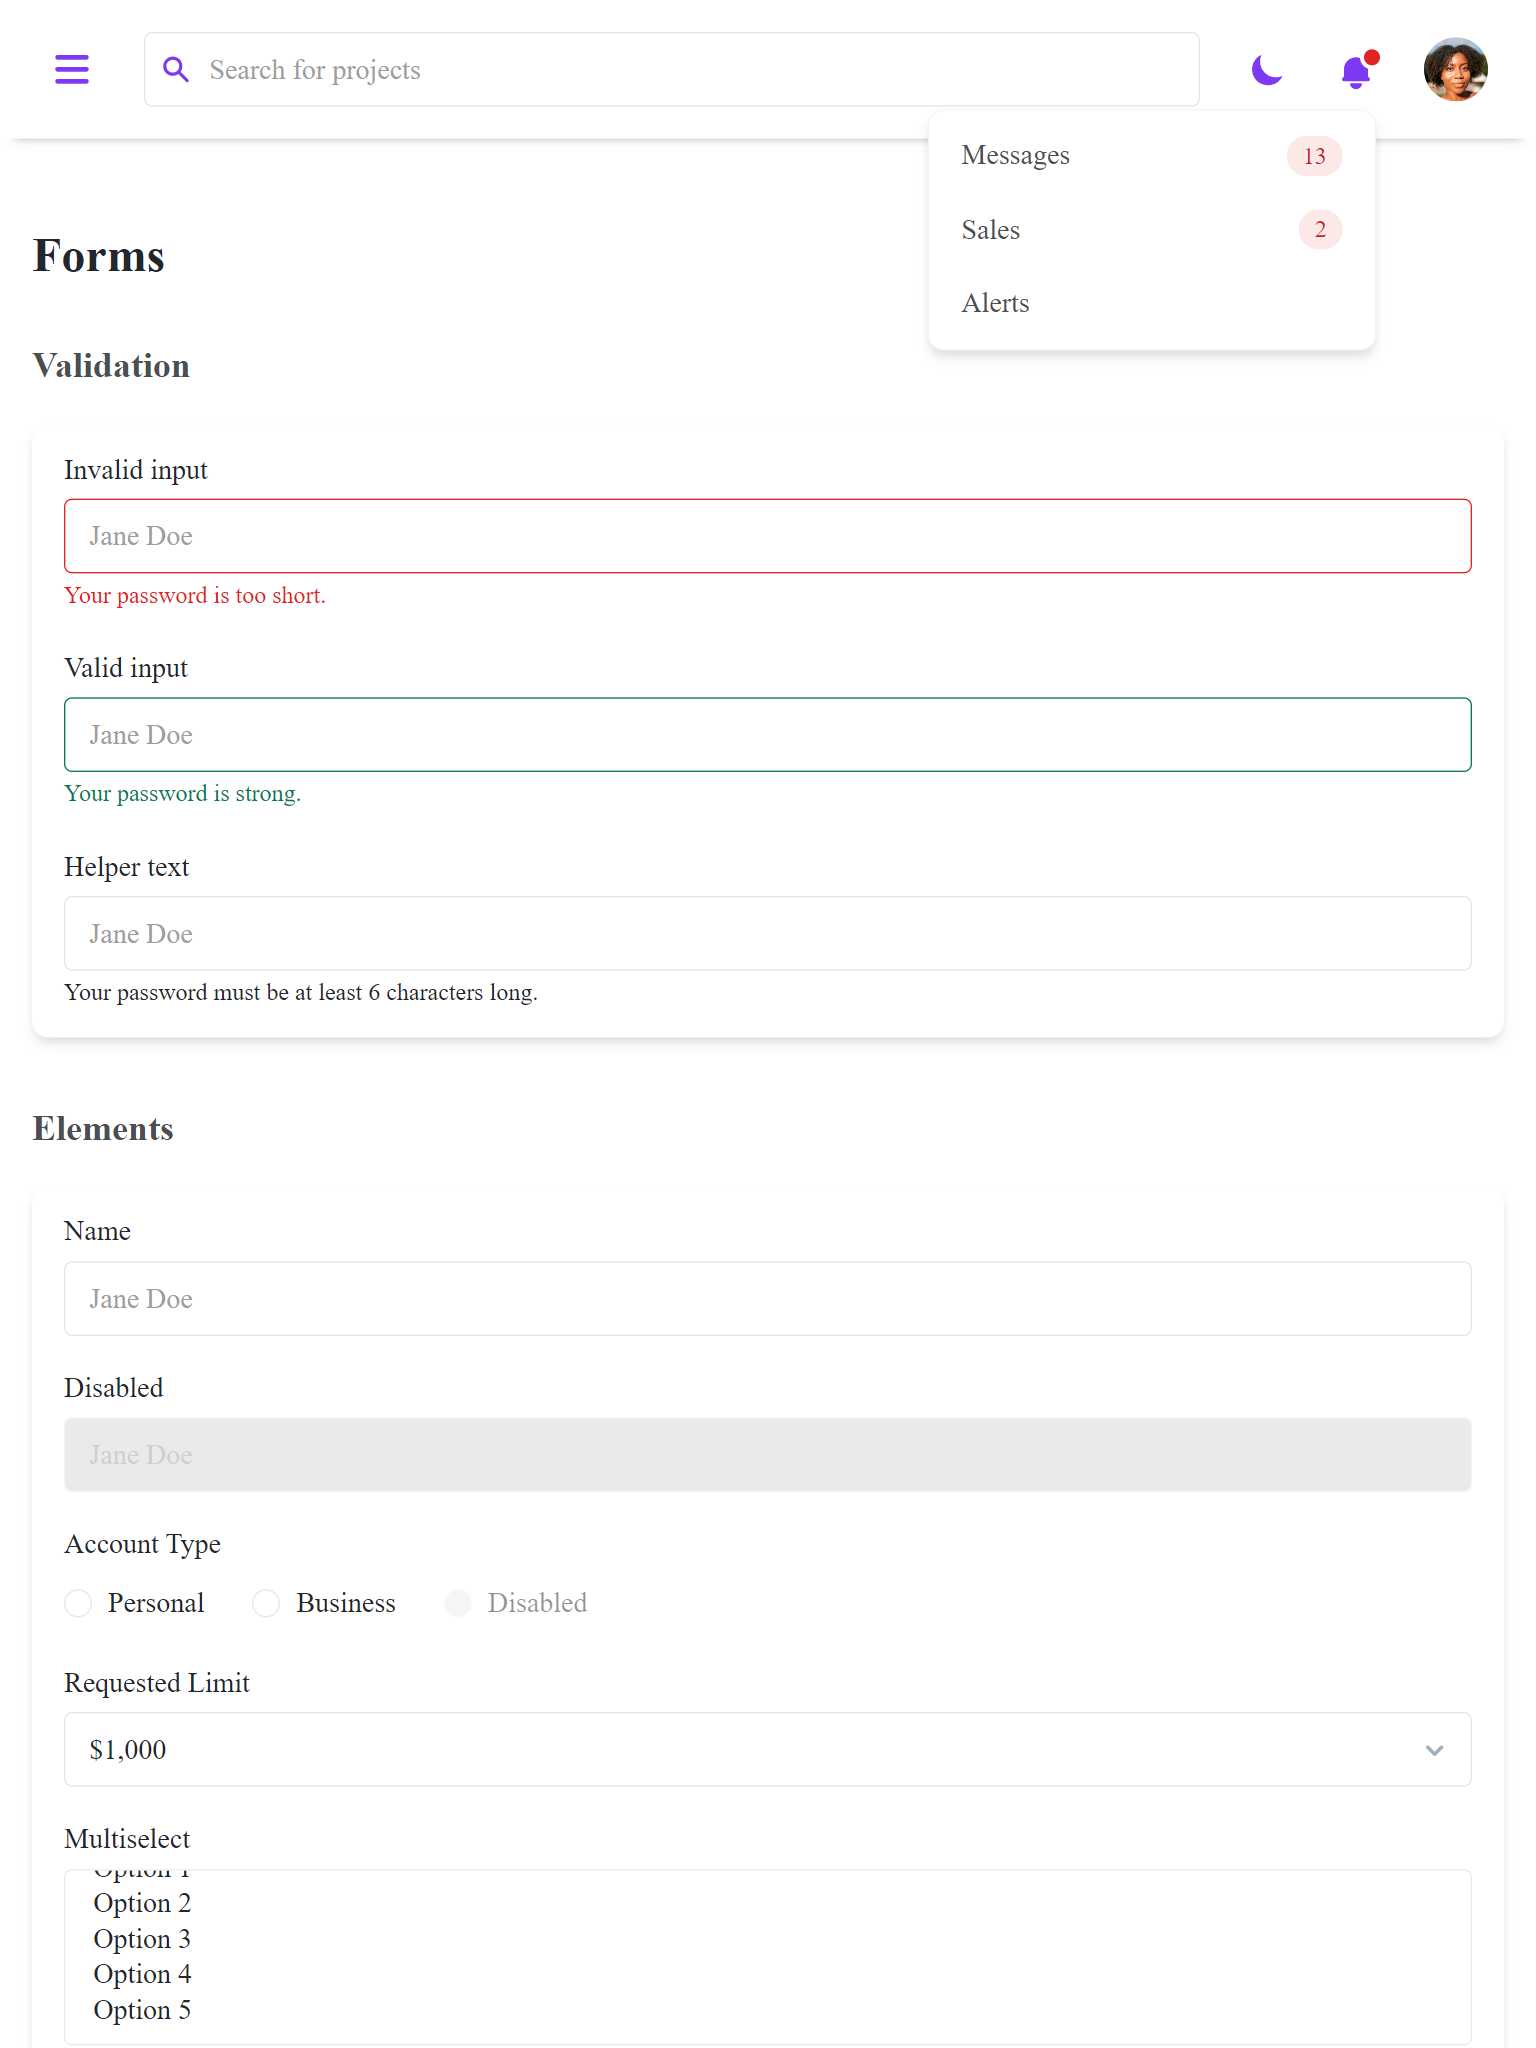 Search for projects
Messages 13
Sales 2
Alerts
Forms
Validation
Invalid input
Jane Doe
Your password is too short.
Valid input
Jane Doe
Your password is strong.
Helper text
Jane Doe
Your password must be at least 6 characters long.
Elements
Name
Jane Doe
Disabled
Jane Doe
Account Type
Personal Business Disabled
Requested Limit
$1,000
Multiselect
Option 1
Option 2
Option 3
Option 4
Option 5